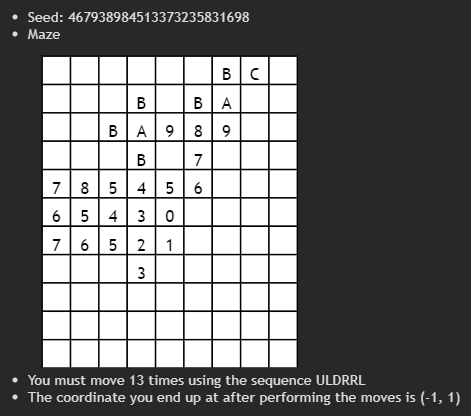 Seed: 467938984513373235831698
Maze
B C
B B A
B A 9 8 9
B 7
7 8 5 4 5 6
6 5 4 3 0
7 6 5 2 1
3
You must move 13 times using the sequence ULDRRL
The coordinate you end up at after performing the moves is (-1, 1)